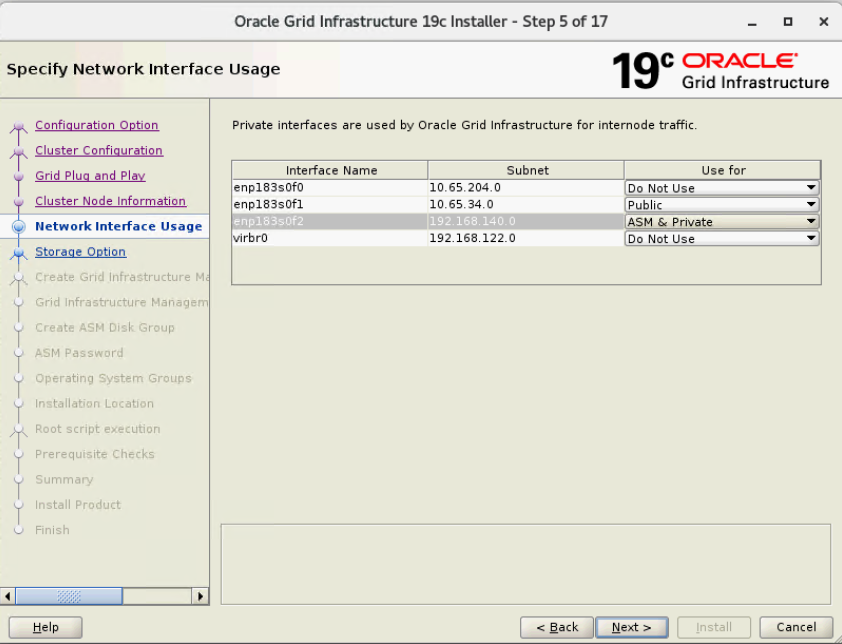 Oracle Grid Infrastructure 19c Installer - Step 5 of 17
Specify Network Interface Usage
19c ORACLE
Grid Infrastructure
Configuration Option
Cluster Configuration
Grid Plug and Play
Cluster Node Information
Network Interface Usage
Storage Option
Create Grid Infrastructure Ma
Grid Infrastructure Managem
Create ASM Disk Group
ASM Password
Operating System Groups
Installation Location
Root script execution
Prerequisite Checks
Summary
Install Product
Finish
Private interfaces are used by Oracle Grid Infrastructure for internode traffic.
Interface Name Subnet Use for
enp183s0f0 10.65.204.0 Do Not Use
enp183s0f1 10.65.34.0 Public
enp183s0f2 192.168.140.0 ASM & Private
virbr0 192.168.122.0 Do Not Use
Help < Back Next > Install Cancel